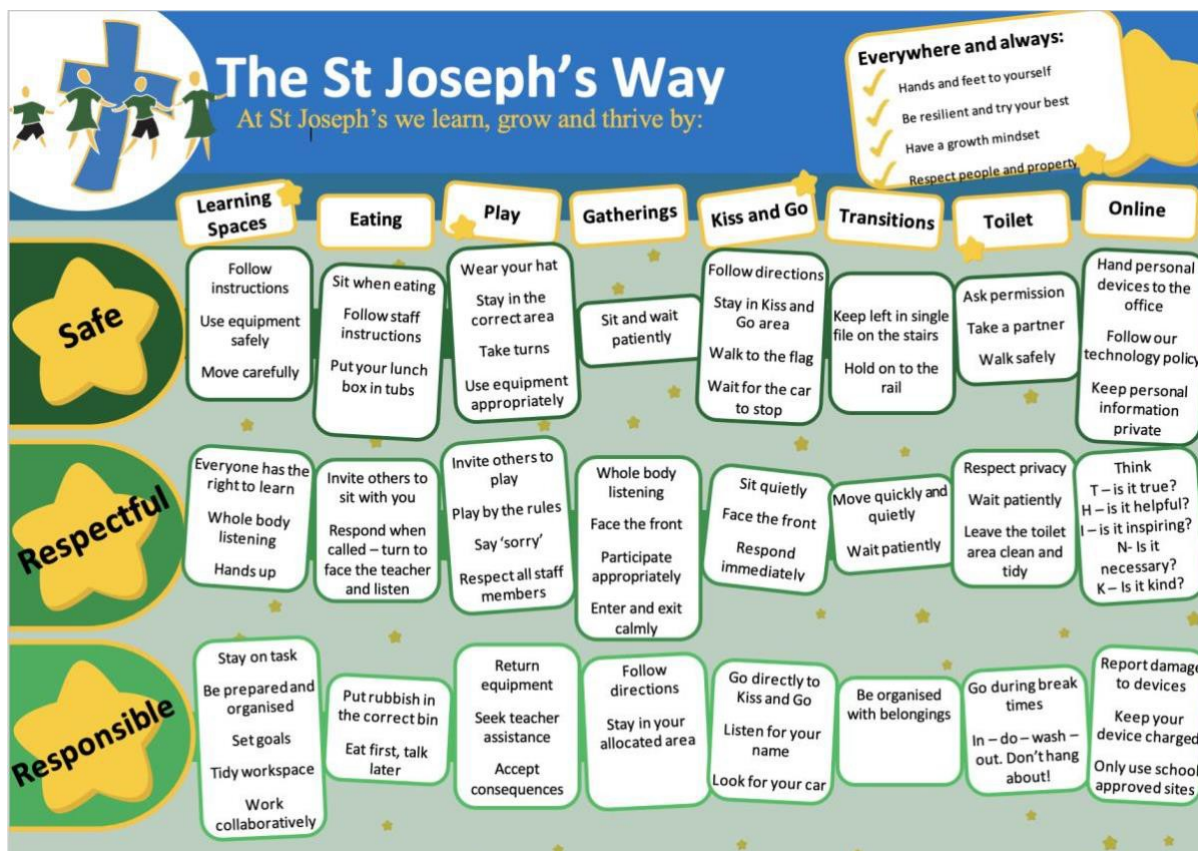 The St Joseph's Way
At St Joseph's we learn, grow and thrive by:
Everywhere and always:
Hands and feet to yourself
Be resilient and try your best
Have a growth mindset
Respect people and property
Learning
Spaces
Eating
Play
Gatherings
Kiss and Go
Transitions
Toilet
Online
Safe
Follow
instructions
Use equipment
safely
Move carefully
Sit when eating
Follow staff
instructions
Put your lunch
box in tubs
Wear your hat
Stay in the
correct area
Take turns
Use equipment
appropriately
Sit and wait
patiently
Follow directions
Stay in Kiss and
Go area
Walk to the flag
Wait for the car
to stop
Keep left in single
file on the stairs
Hold on to the
rail
Ask permission
Take a partner
Walk safely
Hand personal
devices to the
office
Follow our
technology policy
Keep personal
information
private
Respectful
Everyone has the
right to learn
Whole body
listening
Hands up
Invite others to
sit with you
Respond when
called – turn to
face the teacher
and listen
Invite others to
play
Play by the rules
Say 'sorry'
Respect all staff
members
Whole body
listening
Face the front
Participate
appropriately
Enter and exit
calmly
Sit quietly
Face the front
Respond
immediately
Move quickly and
quietly
Wait patiently
Respect privacy
Wait patiently
Leave the toilet
area clean and
tidy
Think
T – is it true?
H – is it helpful?
I – is it inspiring?
N- Is it
necessary?
K – Is it kind?
Responsible
Stay on task
Be prepared and
organised
Set goals
Tidy workspace
Work
collaboratively
Put rubbish in
the correct bin
Eat first, talk
later
Return
equipment
Seek teacher
assistance
Accept
consequences
Follow
directions
Stay in your
allocated area
Go directly to
Kiss and Go
Listen for your
name
Look for your car
Be organised
with belongings
Go during break
times
In – do – wash –
out. Don't hang
about!
Report damage
to devices
Keep your
device charged
Only use school
approved sites